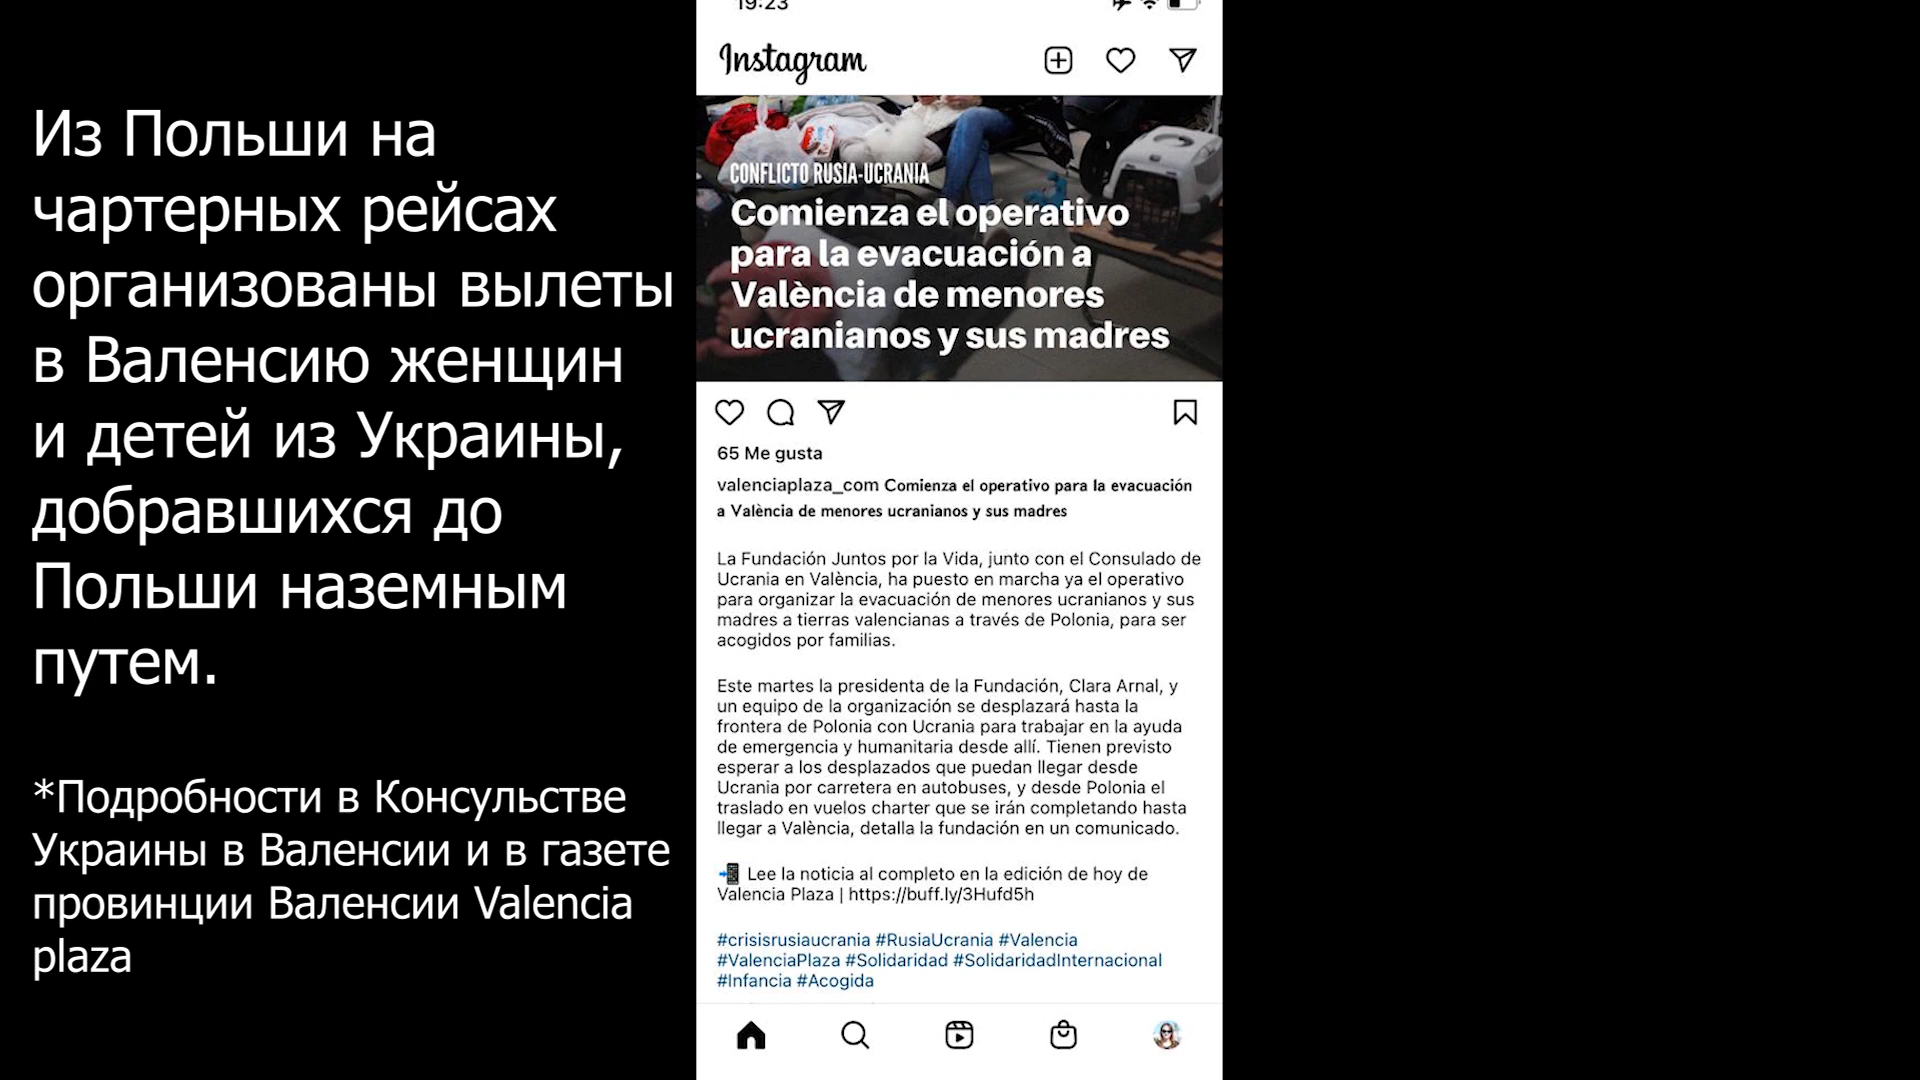 Из Польши на
чартерных рейсах
организованы вылеты
в Валенсию женщин
и детей из Украины,
добравшихся до
Польши наземным
путем.
*Подробности в Консульстве
Украины в Валенсии и в газете
провинции Валенсии Valencia
plaza
19:23
Instagram
CONFLICTO RUSIA-UCRANIA
Comienza el operativo
para la evacuación a
València de menores
ucranianos y sus madres
65 Me gusta
valenciaplaza_com Comienza el operativo para la evacuación
a València de menores ucranianos y sus madres
La Fundación Juntos por la Vida, junto con el Consulado de
Ucrania en València, ha puesto en marcha ya el operativo
para organizar la evacuación de menores ucranianos y sus
madres a tierras valencianas a través de Polonia, para ser
acogidos por familias.
Este martes la presidenta de la Fundación, Clara Arnal, y
un equipo de la organización se desplazará hasta la
frontera de Polonia con Ucrania para trabajar en la ayuda
de emergencia y humanitaria desde allí. Tienen previsto
esperar a los desplazados que puedan llegar desde
Ucrania por carretera en autobuses, y desde Polonia el
traslado en vuelos charter que se irán completando hasta
llegar a València, detalla la fundación en un comunicado.
📲 Lee la noticia al completo en la edición de hoy de
Valencia Plaza | https://buff.ly/3Hufd5h
#crisisrusiaucrania #RusiaUcrania #Valencia
#ValenciaPlaza #Solidaridad #SolidaridadInternacional
#Infancia #Acogida